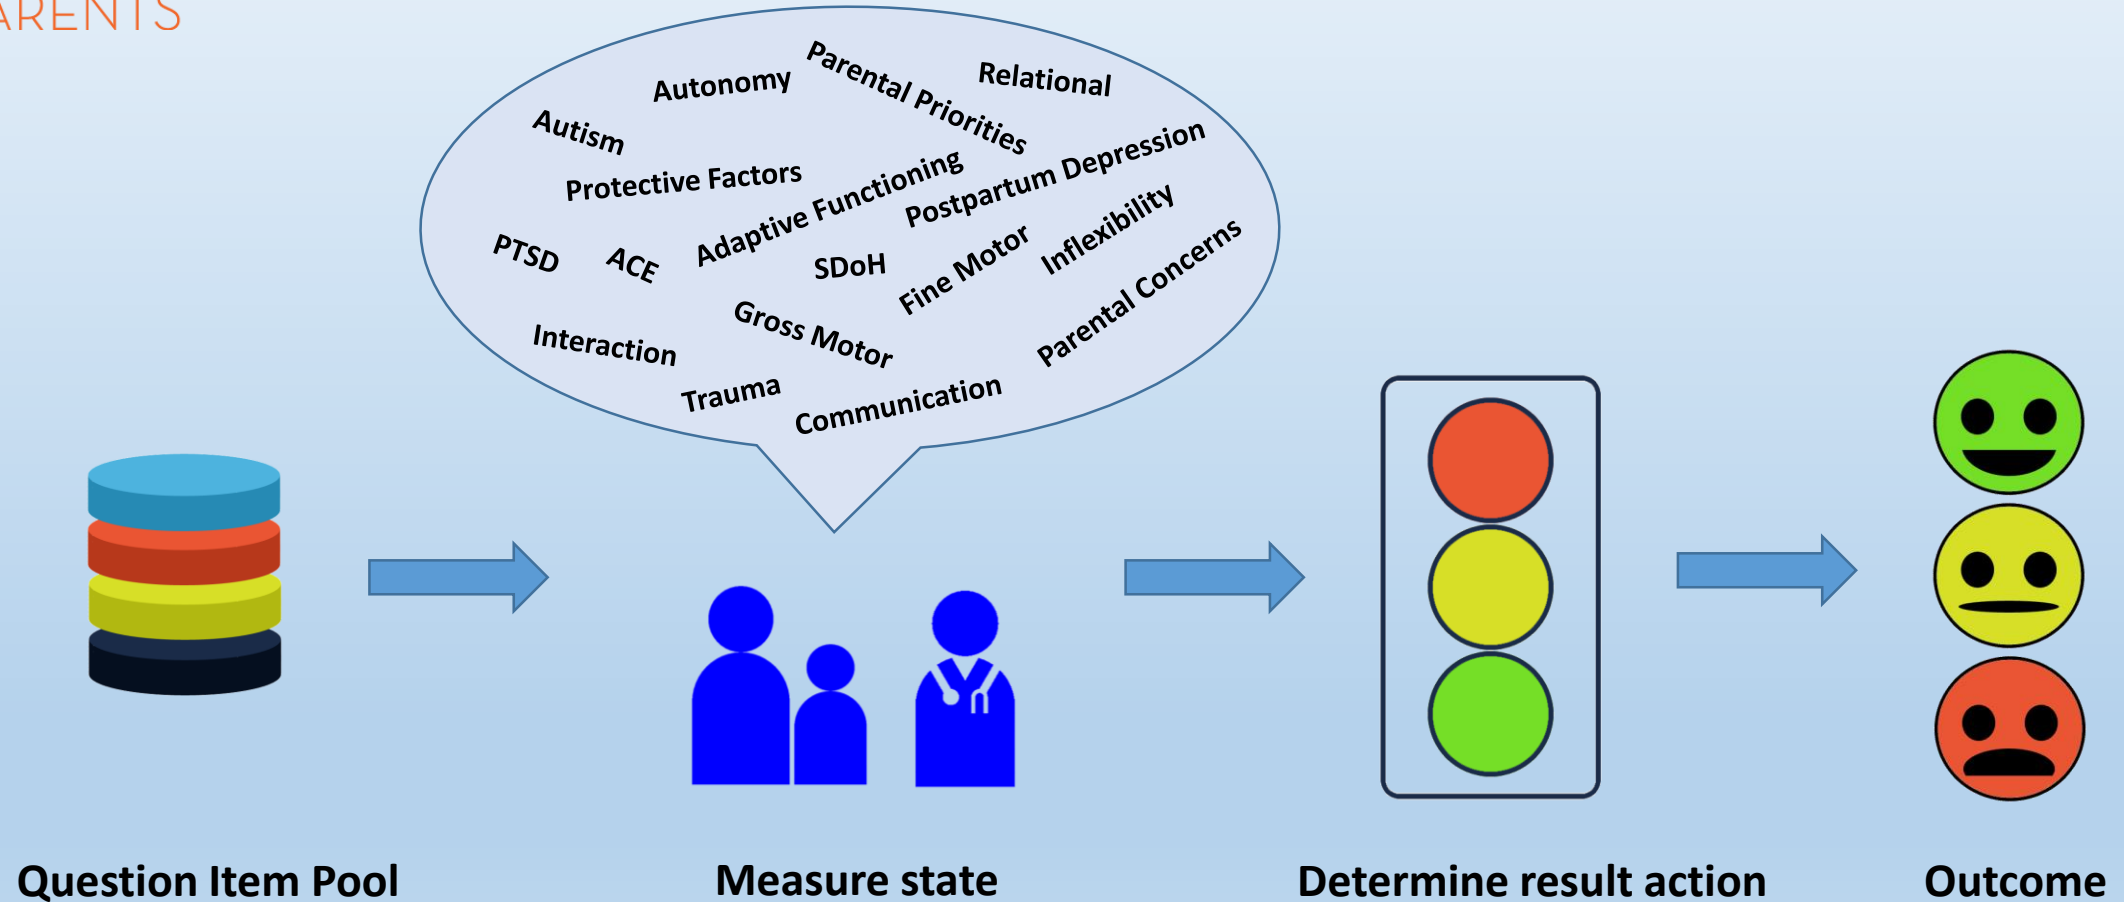 ARENTS
Parental Priorities
Relational
Autonomy
Autism
Postpartum Depression
Protective Factors
Adaptive Functioning
Inflexibility
PTSD
ACE
SDoH
Fine Motor
Parental Concerns
Gross Motor
Interaction
Trauma
Communication
Question Item Pool
Measure state
Determine result action
Outcome